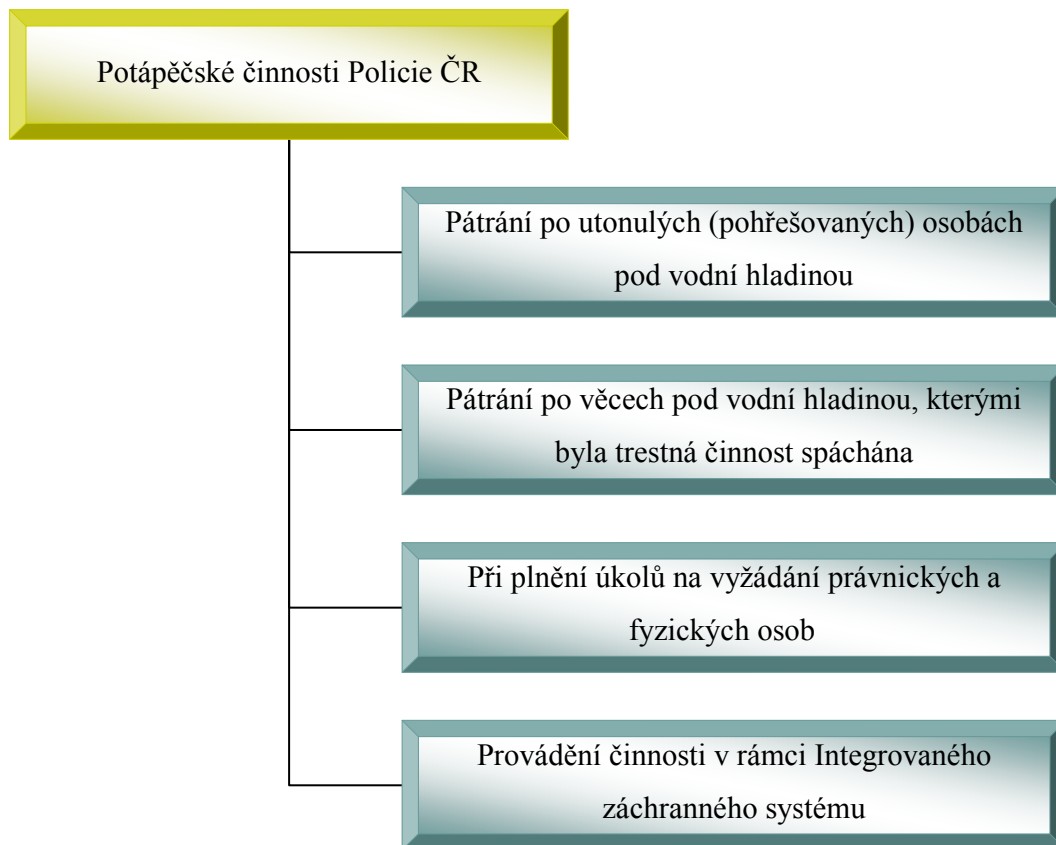 Potápěčské činnosti Policie ČR
Pátrání po utonulých (pohřešovaných) osobách
pod vodní hladinou
Pátrání po věcech pod vodní hladinou, kterými
byla trestná činnost spáchána
Při plnění úkolů na vyžádání právnických a
fyzických osob
Provádění činnosti v rámci Integrovaného
záchranného systému